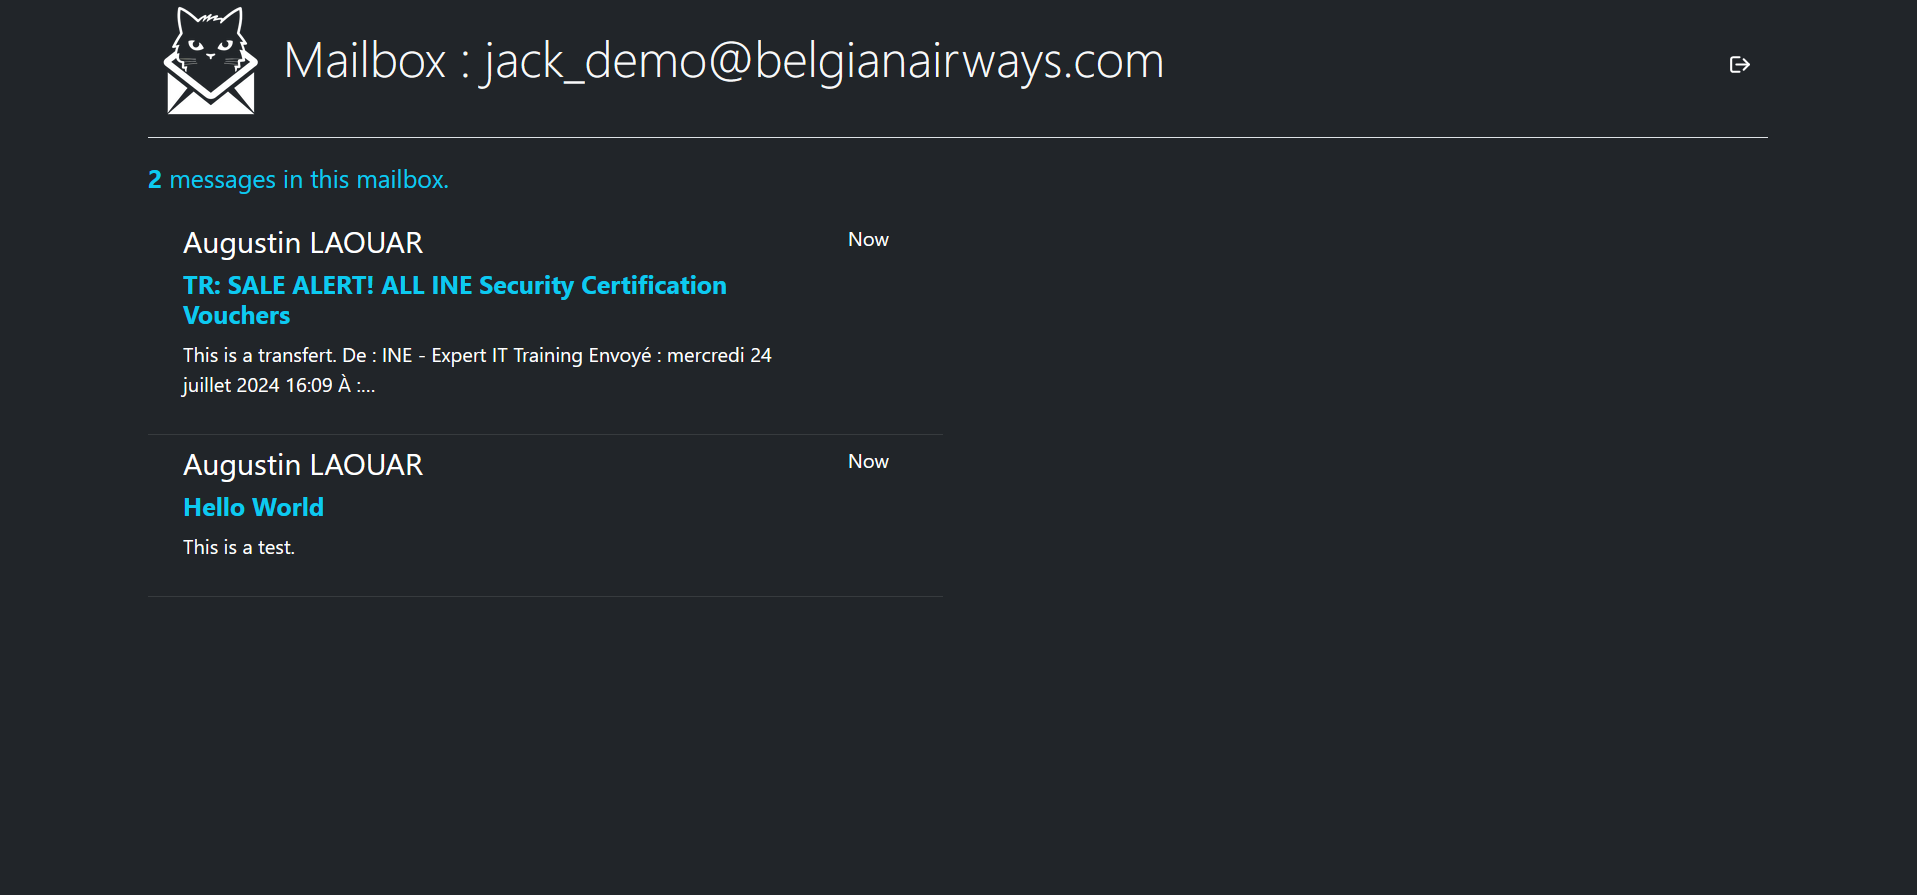 Mailbox : jack_demo@belgianairways.com
2 messages in this mailbox.
Augustin LAOUAR
Now
TR: SALE ALERT! ALL INE Security Certification
Vouchers
This is a transfert. De : INE - Expert IT Training Envoyé : mercredi 24
juillet 2024 16:09 À :...
Augustin LAOUAR
Now
Hello World
This is a test.